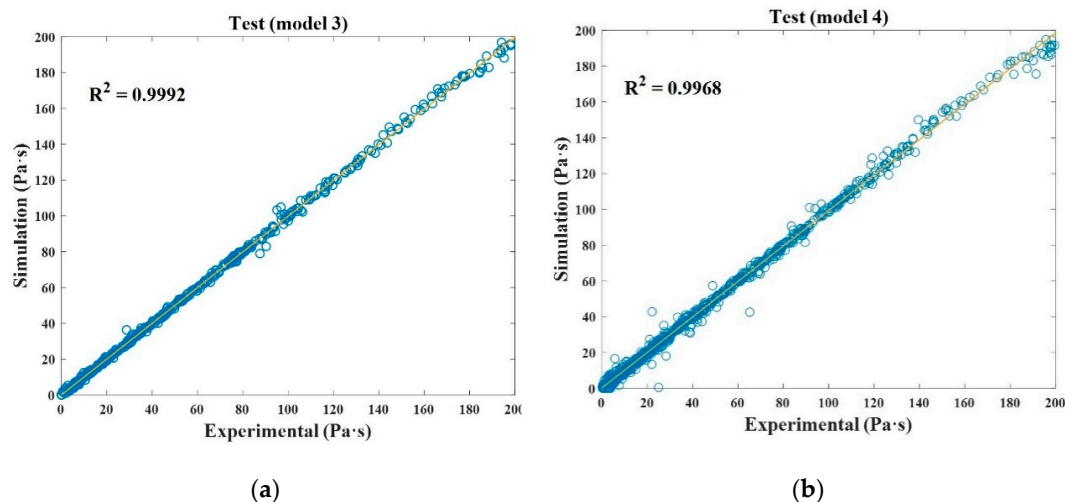 Test (model 3)
R² = 0.9992
Simulation (Pa·s)
200
180
160
140
120
100
80
60
40
20
0
0 20 40 60 80 100 120 140 160 180 200
Experimental (Pa·s)
(a)
Test (model 4)
R² = 0.9968
Simulation (Pa·s)
200
180
160
140
120
100
80
60
40
20
0
0 20 40 60 80 100 120 140 160 180 200
Experimental (Pa·s)
(b)